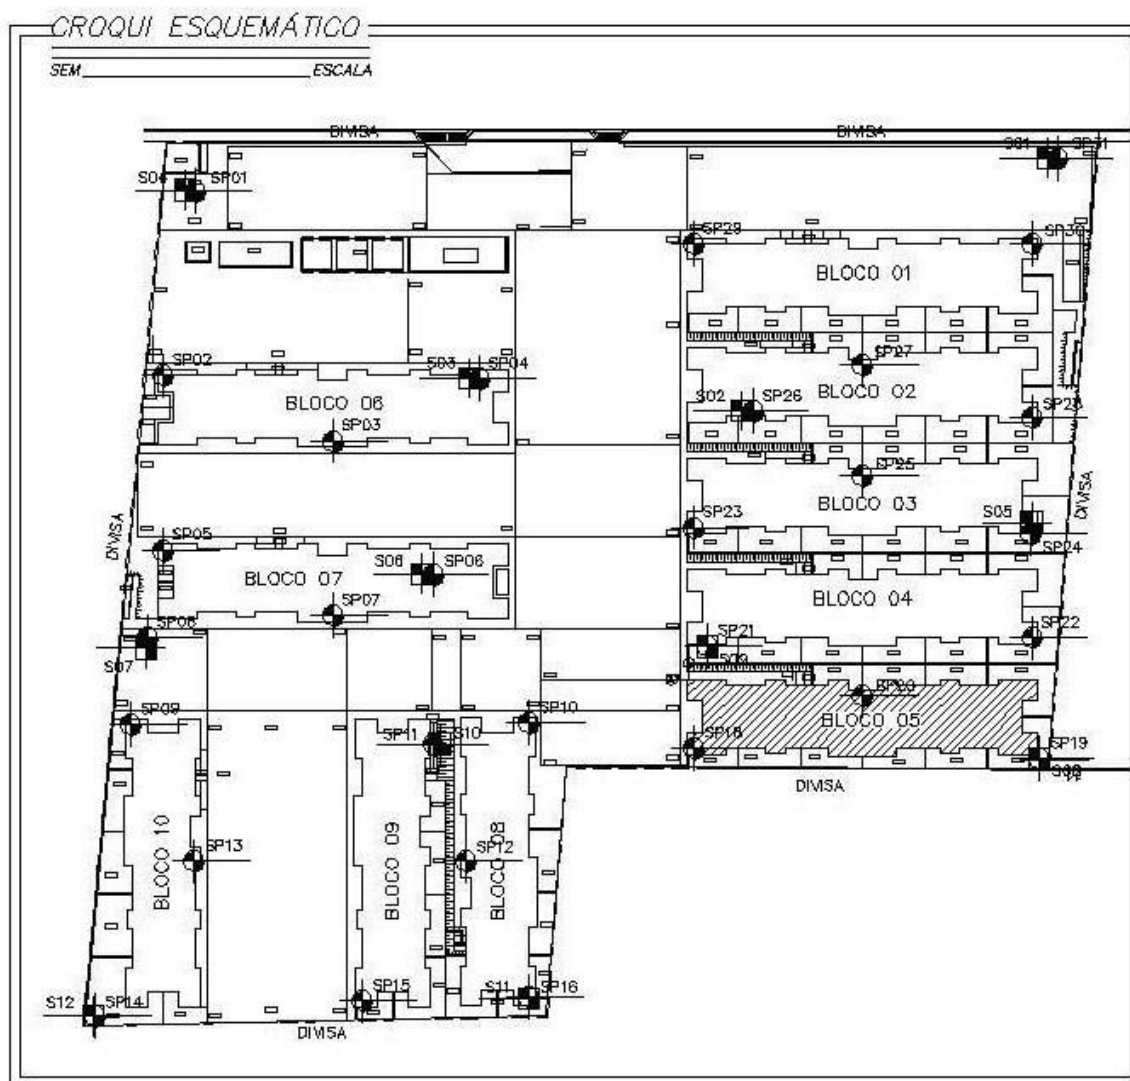 CROQUI ESQUEMÁTICO
SEM ESCALA
DIVISA
DIVISA
S04 SP01
S01 SP31
SP29
SP30
BLOCO 01
SP02
S03 SP04
SP27
BLOCO 06
BLOCO 02
S02 SP26
SP28
SP03
SP25
DIVISA
BLOCO 03
DIVISA
SP23
S05
SP24
SP05
S06 SP06
BLOCO 07
BLOCO 04
SP07
SP22
SP21
S09
S07
SP20
SP09
SP10
BLOCO 05
SP11 S10
SP18
SP19
S08
DIVISA
BLOCO 10
BLOCO 09
BLOCO 08
SP13
SP12
S12 SP14
SP15
S11 SP16
DIVISA